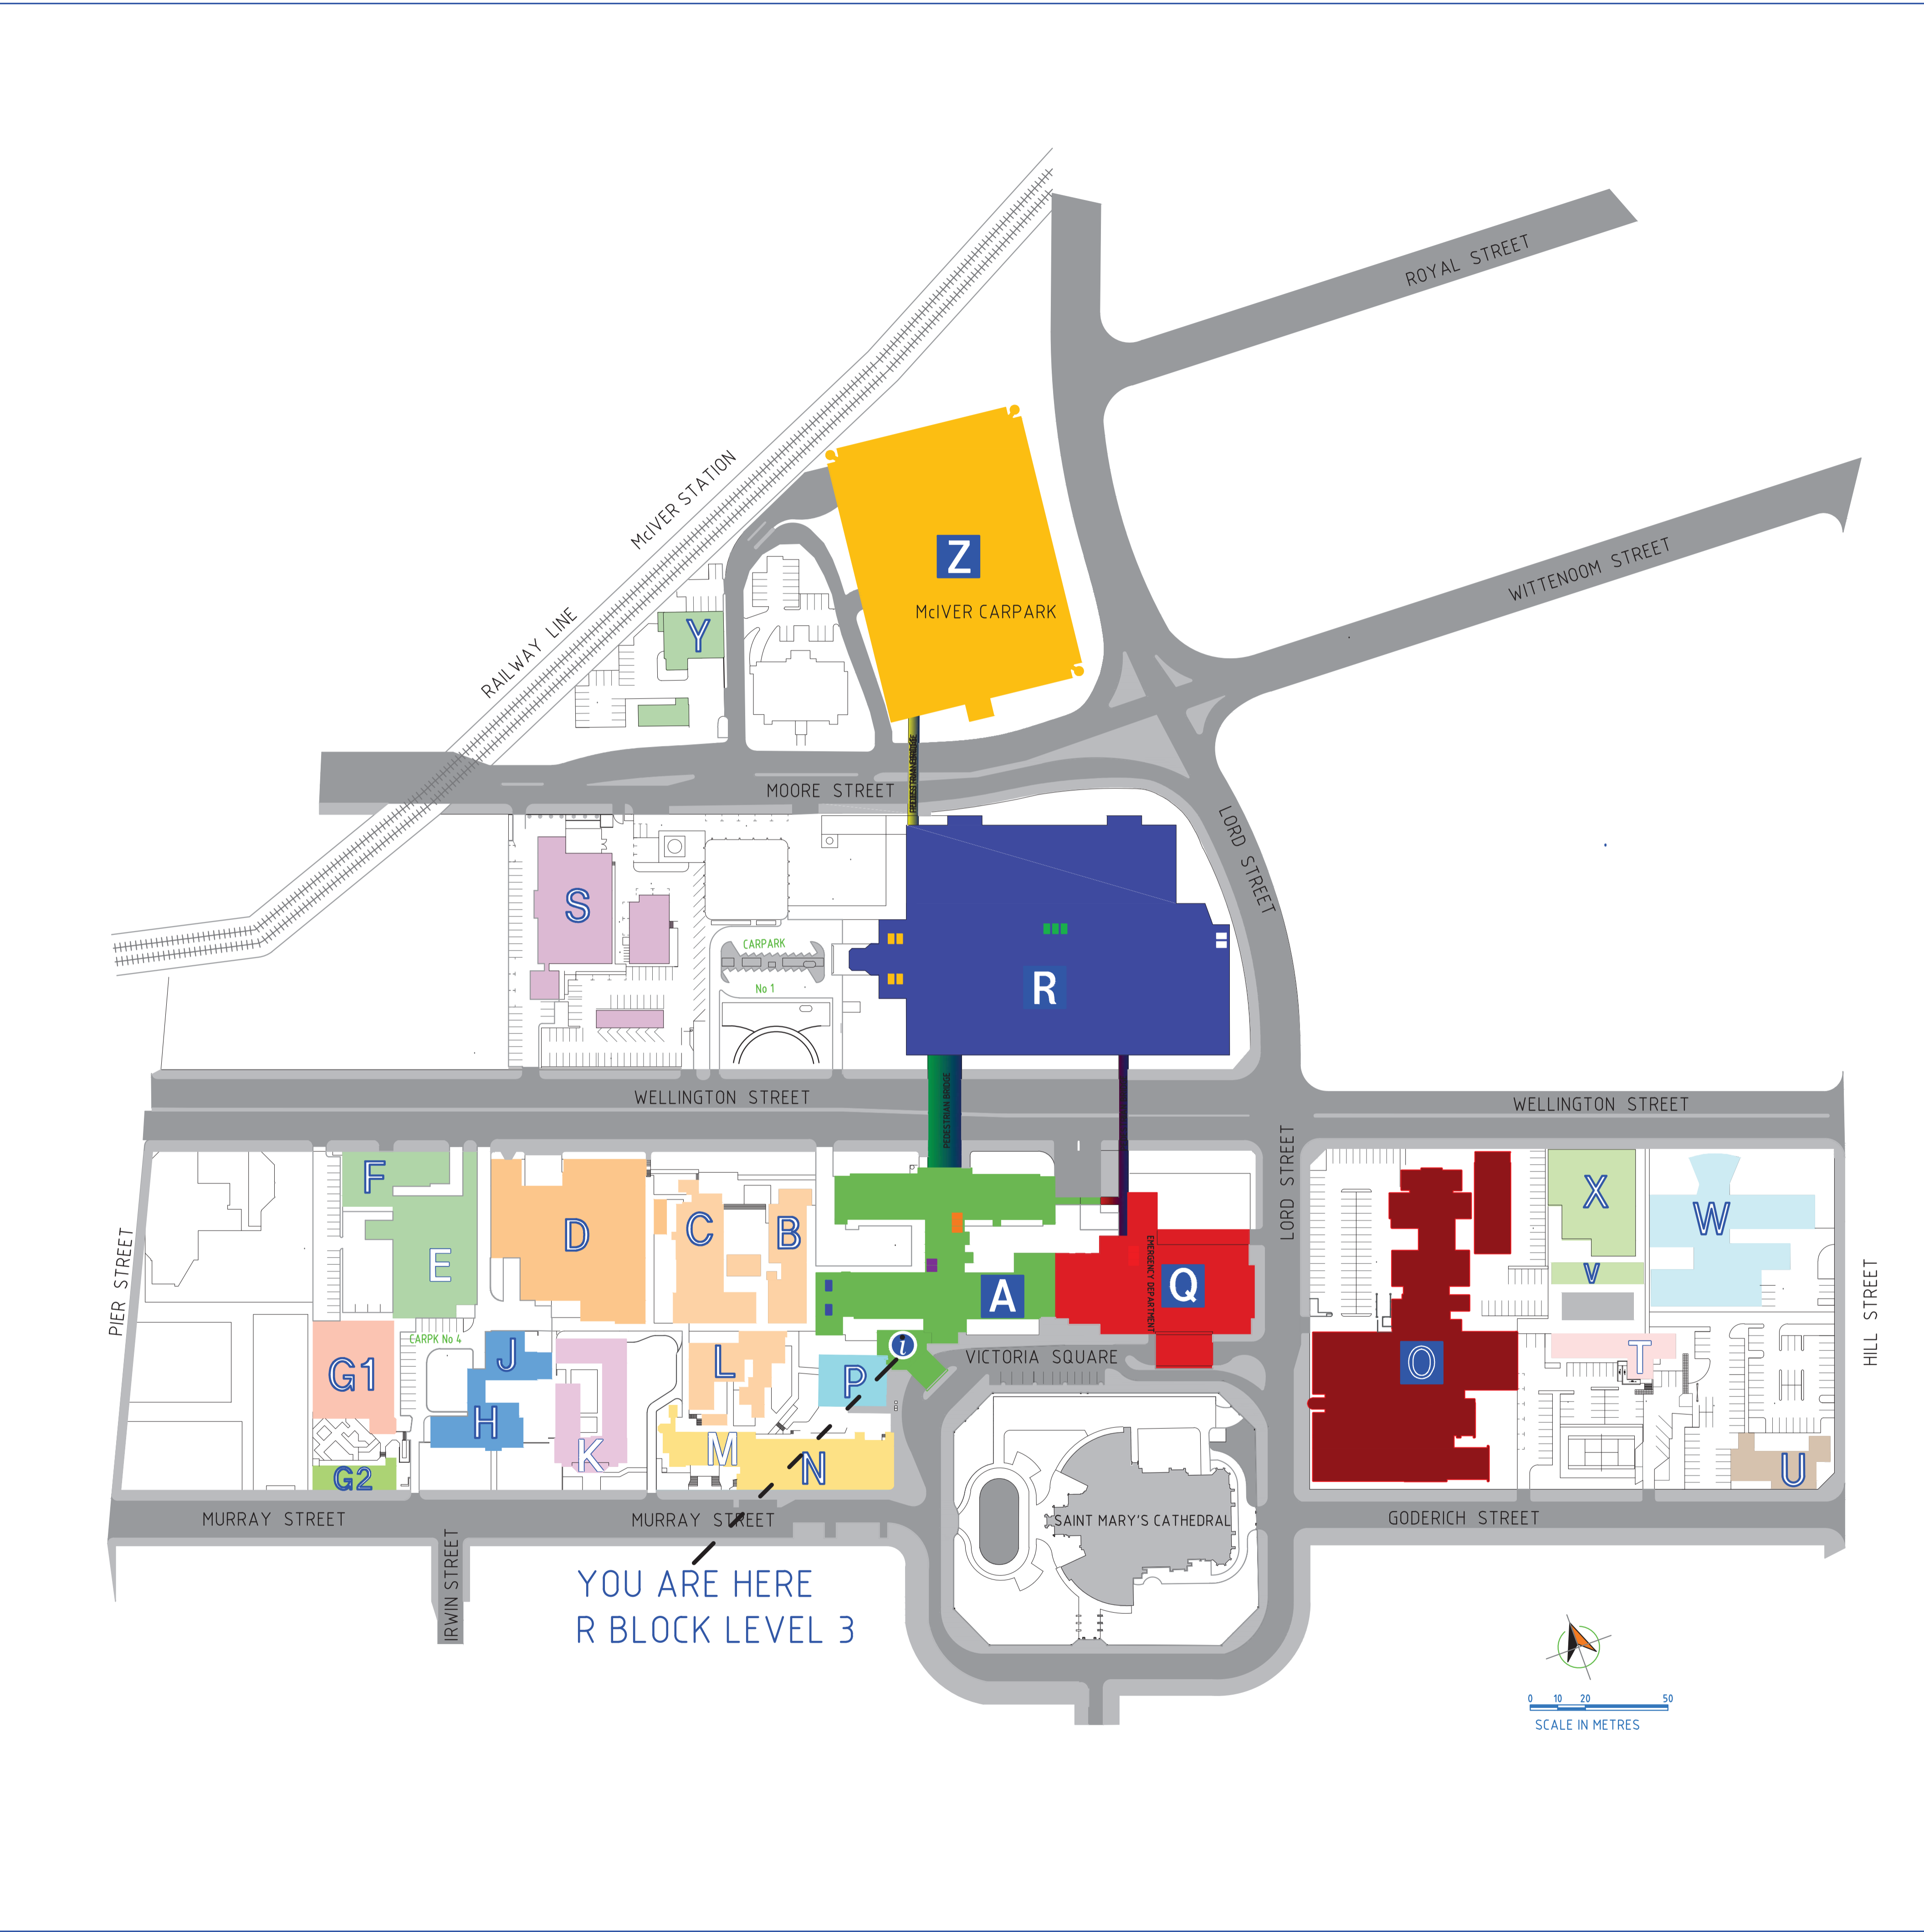 ROYAL STREET
McIVER STATION
Z
McIVER CARPARK
WITTENOOM STREET
RAILWAY LINE
Y
PEDESTRIAN BRIDGE
MOORE STREET
LORD STREET
S
CARPARK
No 1
R
WELLINGTON STREET
PEDESTRIAN BRIDGE
WELLINGTON STREET
LORD STREET
F
E
D
C
B
A
EMERGENCY DEPARTMENT
Q
X
W
V
PIER STREET
HILL STREET
CARPK No 4
G1
J
L
P
i
VICTORIA SQUARE
O
T
H
K
M
N
G2
U
MURRAY STREET
MURRAY STREET
SAINT MARY'S CATHEDRAL
GODERICH STREET
IRWIN STREET
YOU ARE HERE
R BLOCK LEVEL 3
0 10 20 50
SCALE IN METRES